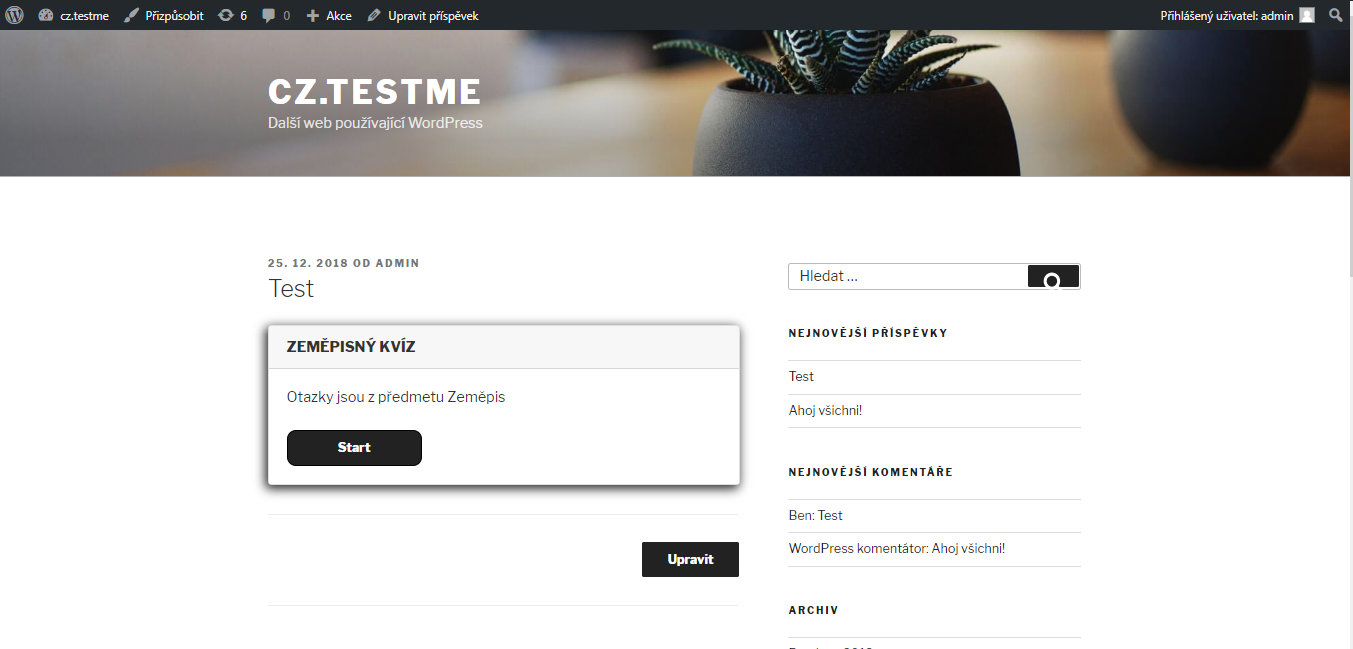 cz.testme Přizpůsobit 6 0 Akce Upravit příspěvek Přihlášený uživatel: admin
CZ.TESTME
Další web používající WordPress
25. 12. 2018 OD ADMIN
Test
ZEMĚPISNÝ KVÍZ
Otazky jsou z předmetu Zeměpis
Start
Upravit
Hledat …
NEJNOVĚJŠÍ PŘÍSPĚVKY
Test
Ahoj všichni!
NEJNOVĚJŠÍ KOMENTÁŘE
Ben: Test
WordPress komentátor: Ahoj všichni!
ARCHIV